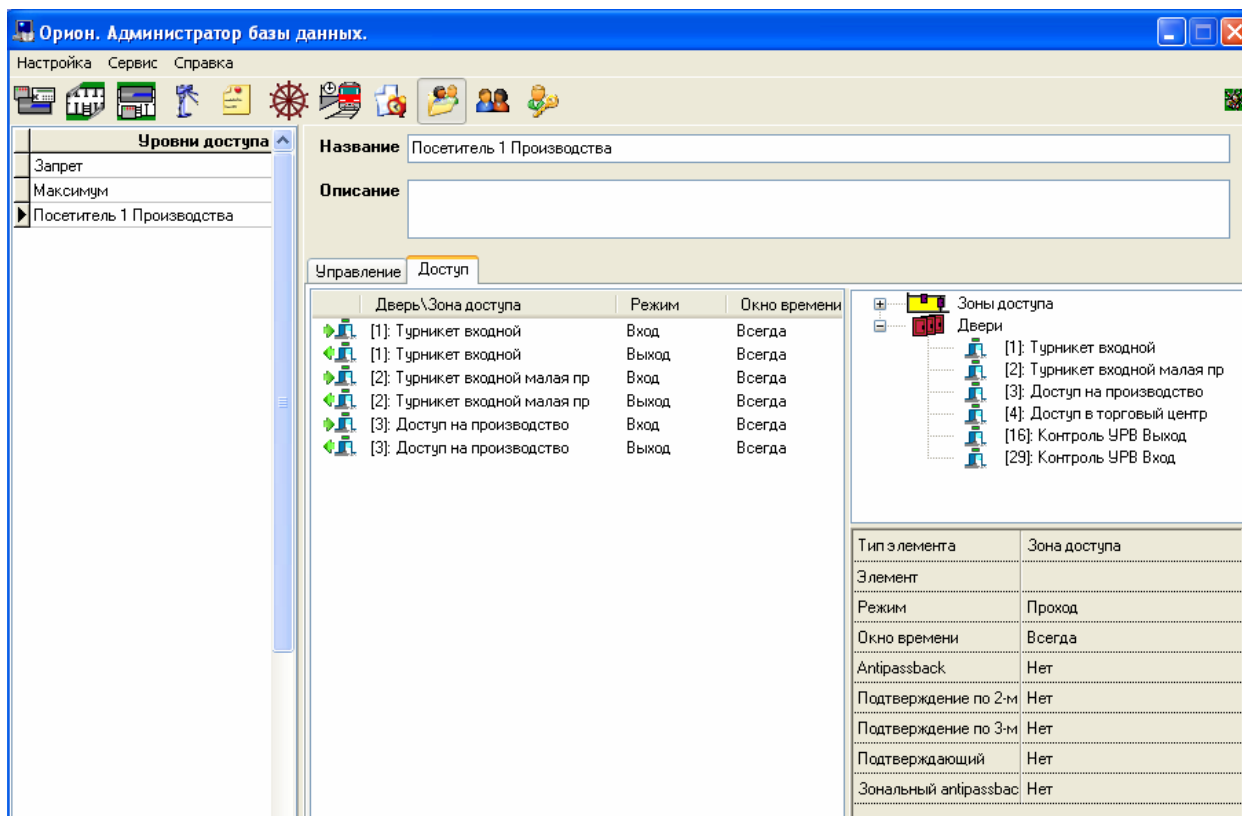 Орион. Администратор базы данных.
Настройка Сервис Справка
Уровни доступа
Запрет
Максимум
Посетитель 1 Производства
Название Посетитель 1 Производства
Описание
Управление Доступ
Дверь\Зона доступа Режим Окно времени
[1]: Турникет входной Вход Всегда
[1]: Турникет входной Выход Всегда
[2]: Турникет входной малая пр Вход Всегда
[2]: Турникет входной малая пр Выход Всегда
[3]: Доступ на производство Вход Всегда
[3]: Доступ на производство Выход Всегда
Зоны доступа
Двери
[1]: Турникет входной
[2]: Турникет входной малая пр
[3]: Доступ на производство
[4]: Доступ в торговый центр
[16]: Контроль УРВ Выход
[29]: Контроль УРВ Вход
Тип элемента Зона доступа
Элемент
Режим Проход
Окно времени Всегда
Antipassback Нет
Подтверждение по 2-м Нет
Подтверждение по 3-м Нет
Подтверждающий Нет
Зональный antipassbac Нет